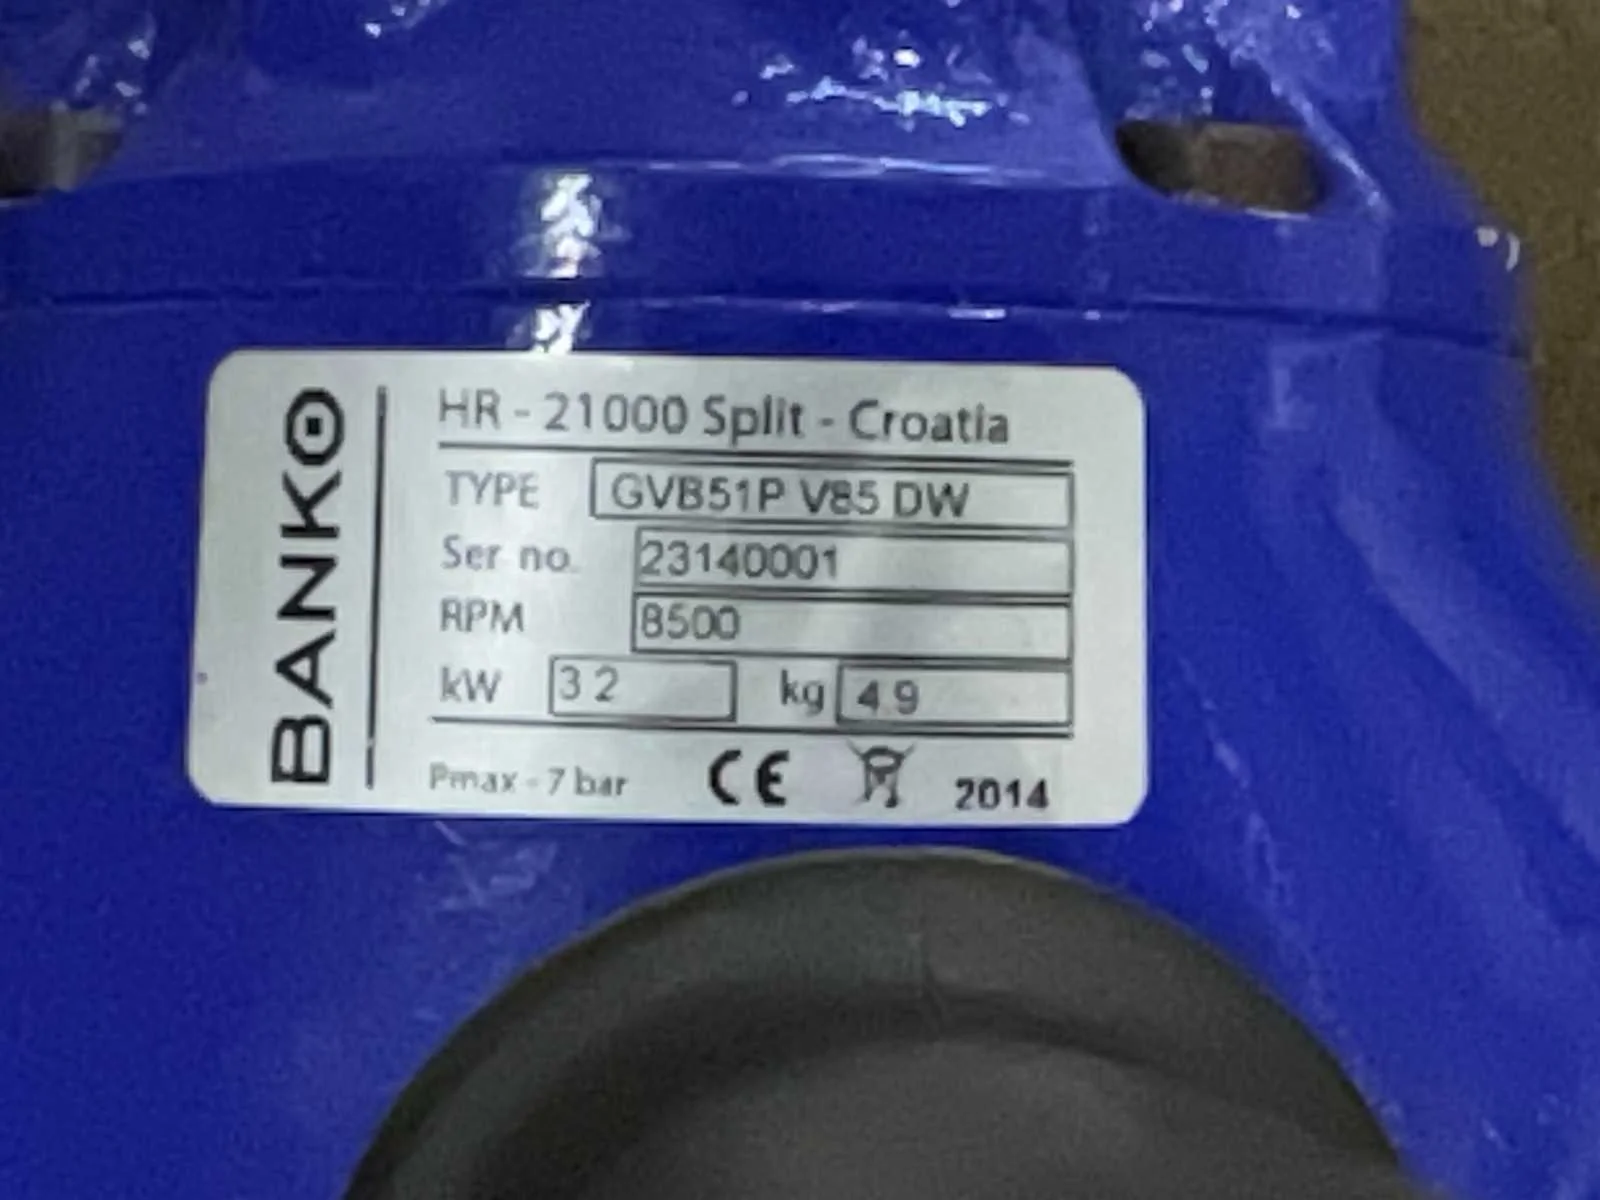 BANKO
HR - 21000 Split - Croatia
TYPE GVB51P V85 DW
Ser no. 23140001
RPM 8500
kW 3 2 kg 4 9
Pmax - 7 bar CE 2014